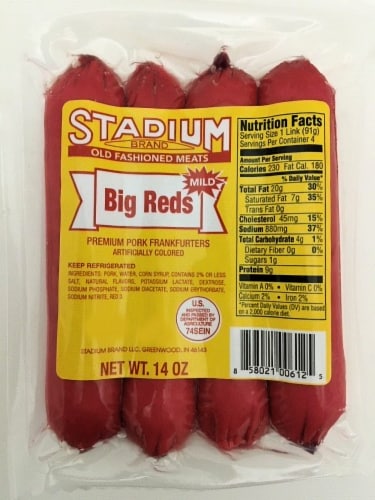 STADIUM
BRAND
OLD FASHIONED MEATS
MILD
Big Reds
PREMIUM PORK FRANKFURTERS
ARTIFICIALLY COLORED
KEEP REFRIGERATED
INGREDIENTS: PORK, WATER, CORN SYRUP, CONTAINS 2% OR LESS
SALT, NATURAL FLAVORS, POTASSIUM LACTATE, DEXTROSE,
SODIUM PHOSPHATE, SODIUM DIACETATE, SODIUM ERYTHORBATE,
SODIUM NITRITE, RED 3.
U.S.
INSPECTED
AND PASSED BY
DEPARTMENT OF
AGRICULTURE
74SEIN
STADIUM BRAND LLC, GREENWOOD, IN 46143
NET WT. 14 OZ
Nutrition Facts
Serving Size 1 Link (91g)
Servings Per Container 4
Amount Per Serving
Calories 230 Fat Cal. 180
% Daily Value*
Total Fat 20g 30%
Saturated Fat 7g 35%
Trans Fat 0g
Cholesterol 45mg 15%
Sodium 880mg 37%
Total Carbohydrate 4g 1%
Dietary Fiber 0g 0%
Sugars 1g
Protein 9g
Vitamin A 0% • Vitamin C 0%
Calcium 2% • Iron 2%
*Percent Daily Values (DV) are based
on a 2,000 calorie diet.
8 58021 00612 5